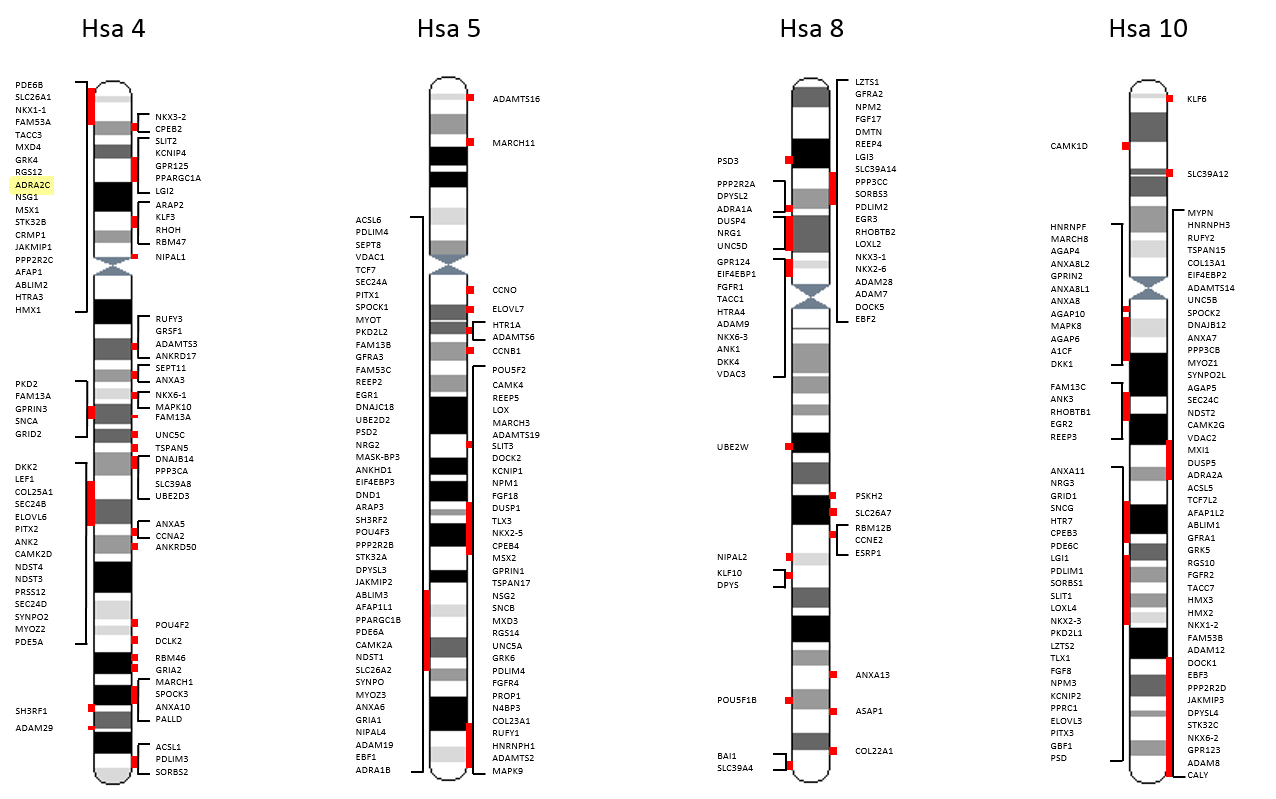 Hsa 4
PDE6B
SLC26A1
NKX1-1
FAM53A
TACC3
MXD4
GRK4
RGS12
ADRA2C
NSG1
MSX1
STK32B
CRMP1
JAKMIP1
PPP2R2C
AFAP1
ABLIM2
HTRA3
HMX1
PKD2
FAM13A
GPRIN3
SNCA
GRID2
DKK2
LEF1
COL25A1
SEC24B
ELOVL6
PITX2
ANK2
CAMK2D
NDST4
NDST3
PRSS12
SEC24D
SYNPO2
MYOZ2
PDE5A
SH3RF1
ADAM29
NKX3-2
CPEB2
SLIT2
KCNIP4
GPR125
PPARGC1A
LGI2
ARAP2
KLF3
RHOH
RBM47
NIPAL1
RUFY3
GRSF1
ADAMTS3
ANKRD17
SEPT11
ANXA3
NKX6-1
MAPK10
FAM13A
UNC5C
TSPAN5
DNAJB14
PPP3CA
SLC39A8
UBE2D3
ANXA5
CCNA2
ANKRD50
POU4F2
DCLK2
RBM46
GRIA2
MARCH1
SPOCK3
ANXA10
PALLD
ACSL1
PDLIM3
SORBS2
Hsa 5
ACSL6
PDLIM4
SEPT8
VDAC1
TCF7
SEC24A
PITX1
SPOCK1
MYOT
PKD2L2
FAM13B
GFRA3
FAM53C
REEP2
EGR1
DNAJC18
UBE2D2
PSD2
NRG2
MASK-BP3
ANKHD1
EIF4EBP3
DND1
ARAP3
SH3RF2
POU4F3
PPP2R2B
STK32A
DPYSL3
JAKMIP2
ABLIM3
AFAP1L1
PPARGC1B
PDE6A
CAMK2A
NDST1
SLC26A2
SYNPO
MYOZ3
ANXA6
GRIA1
NIPAL4
ADAM19
EBF1
ADRA1B
ADAMTS16
MARCH11
CCNO
ELOVL7
HTR1A
ADAMTS6
CCNB1
POU5F2
CAMK4
REEP5
LOX
MARCH3
ADAMTS19
SLIT3
DOCK2
KCNIP1
NPM1
FGF18
DUSP1
TLX3
NKX2-5
CPEB4
MSX2
GPRIN1
TSPAN17
NSG2
SNCB
MXD3
RGS14
UNC5A
GRK6
PDLIM4
FGFR4
PROP1
N4BP3
COL23A1
RUFY1
HNRNPH1
ADAMTS2
MAPK9
Hsa 8
PSD3
PPP2R2A
DPYSL2
ADRA1A
DUSP4
NRG1
UNC5D
GPR124
EIF4EBP1
FGFR1
TACC1
HTRA4
ADAM9
NKX6-3
ANK1
DKK4
VDAC3
UBE2W
NIPAL2
KLF10
DPYS
POU5F1B
BAI1
SLC39A4
LZTS1
GFRA2
NPM2
FGF17
DMTN
REEP4
LGI3
SLC39A14
PPP3CC
SORBS3
PDLIM2
EGR3
RHOBTB2
LOXL2
NKX3-1
NKX2-6
ADAM28
ADAM7
DOCK5
EBF2
PSKH2
SLC26A7
RBM12B
CCNE2
ESRP1
ANXA13
ASAP1
COL22A1
Hsa 10
CAMK1D
HNRNPF
MARCH8
AGAP4
ANXA8L2
GPRIN2
ANXA8L1
ANXA8
AGAP10
MAPK8
AGAP6
A1CF
DKK1
FAM13C
ANK3
RHOBTB1
EGR2
REEP3
ANXA11
NRG3
GRID1
SNCG
HTR7
CPEB3
PDE6C
LGI1
PDLIM1
SORBS1
SLIT1
LOXL4
NKX2-3
PKD2L1
LZTS2
TLX1
FGF8
NPM3
KCNIP2
PPRC1
ELOVL3
PITX3
GBF1
PSD
KLF6
SLC39A12
MYPN
HNRNPH3
RUFY2
TSPAN15
COL13A1
EIF4EBP2
ADAMTS14
UNC5B
SPOCK2
DNAJB12
ANXA7
PPP3CB
MYOZ1
SYNPO2L
AGAP5
SEC24C
NDST2
CAMK2G
VDAC2
MXI1
DUSP5
ADRA2A
ACSL5
TCF7L2
AFAP1L2
ABLIM1
GFRA1
GRK5
RGS10
FGFR2
TACC7
HMX3
HMX2
NKX1-2
FAM53B
ADAM12
DOCK1
EBF3
PPP2R2D
JAKMIP3
DPYSL4
STK32C
NKX6-2
GPR123
ADAM8
CALY